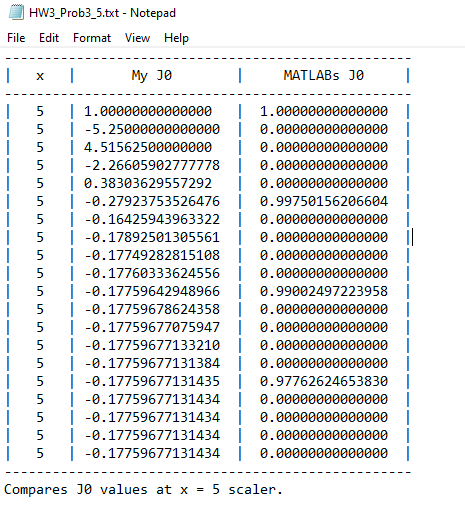 HW3_Prob3_5.txt - Notepad
File Edit Format View Help
---------------------------------------------------
| x | My J0 | MATLABs J0 |
---------------------------------------------------
| 5 | 1.00000000000000 | 1.00000000000000 |
| 5 | -5.25000000000000 | 0.00000000000000 |
| 5 | 4.51562500000000 | 0.00000000000000 |
| 5 | -2.26605902777778 | 0.00000000000000 |
| 5 | 0.38303629557292 | 0.00000000000000 |
| 5 | -0.27923753526476 | 0.99750156206604 |
| 5 | -0.16425943963322 | 0.00000000000000 |
| 5 | -0.17892501305561 | 0.00000000000000 |
| 5 | -0.17749282815108 | 0.00000000000000 |
| 5 | -0.17760333624556 | 0.00000000000000 |
| 5 | -0.17759642948966 | 0.99002497223958 |
| 5 | -0.17759678624358 | 0.00000000000000 |
| 5 | -0.17759677075947 | 0.00000000000000 |
| 5 | -0.17759677133210 | 0.00000000000000 |
| 5 | -0.17759677131384 | 0.00000000000000 |
| 5 | -0.17759677131435 | 0.97762624653830 |
| 5 | -0.17759677131434 | 0.00000000000000 |
| 5 | -0.17759677131434 | 0.00000000000000 |
| 5 | -0.17759677131434 | 0.00000000000000 |
| 5 | -0.17759677131434 | 0.00000000000000 |
---------------------------------------------------
Compares J0 values at x = 5 scaler.